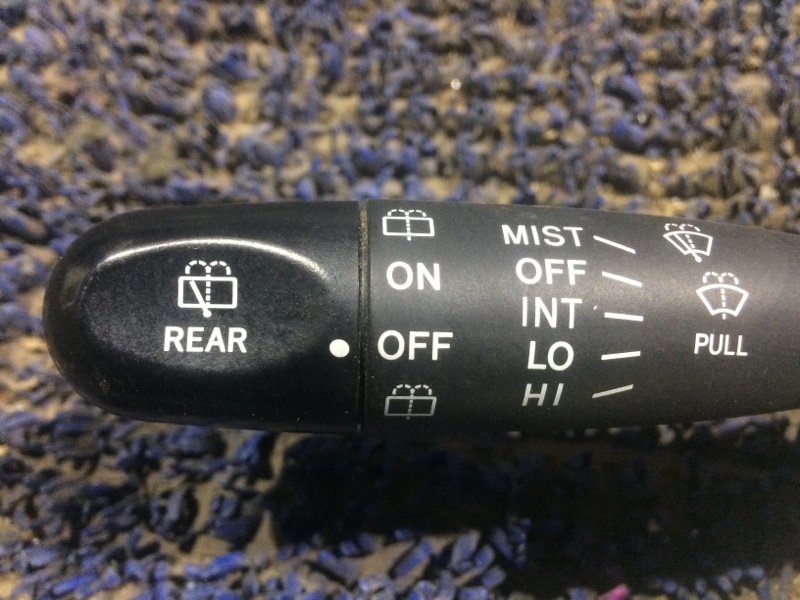 REAR
ON
OFF
MIST
OFF
INT
LO
HI
PULL